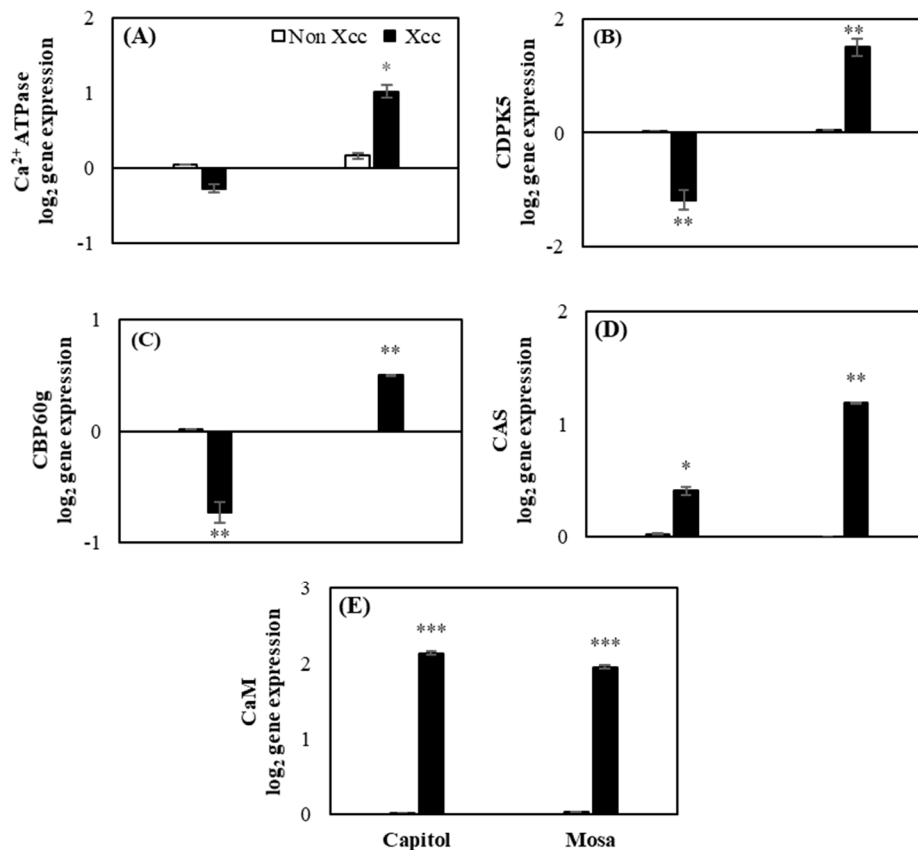 (A)
Non Xcc Xcc
Ca²⁺ ATPase
log₂ gene expression
2
1
0
-1
*
(B)
CDPK5
log₂ gene expression
2
0
-2
**
**
(C)
CBP60g
log₂ gene expression
1
0
-1
**
**
(D)
CAS
log₂ gene expression
2
1
0
*
**
(E)
CaM
log₂ gene expression
3
2
1
0
***
***
Capitol Mosa